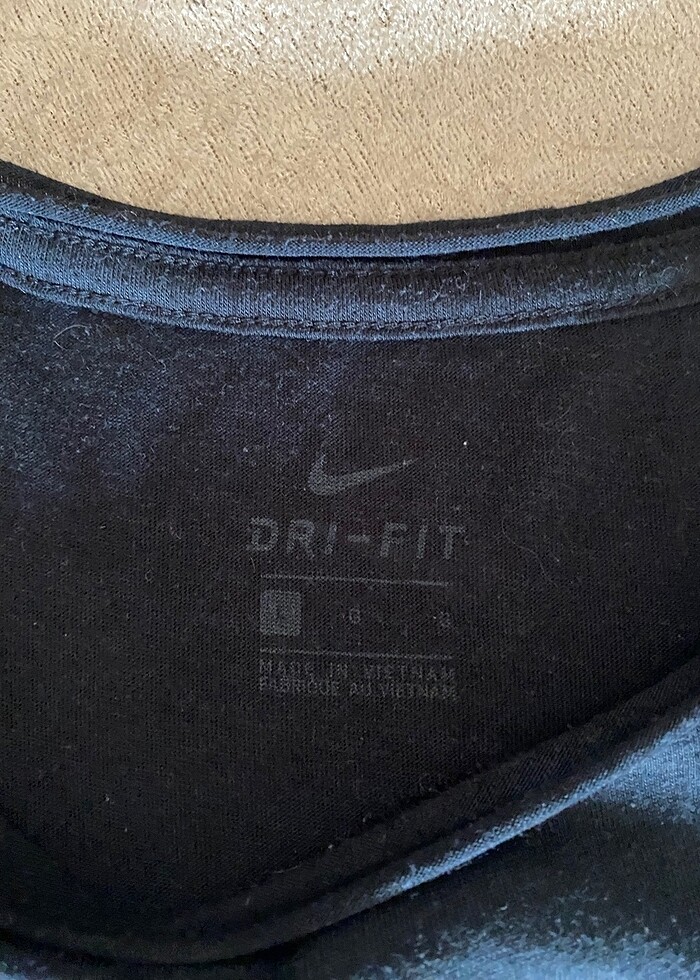 DRI-FIT
L G G
MADE IN VIETNAM
FABRIQUÉ AU VIETNAM